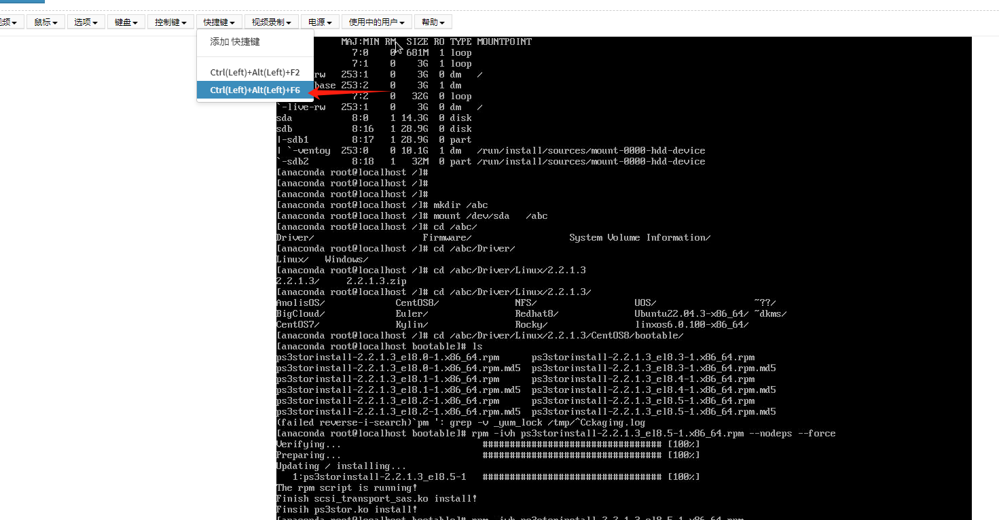 视频 鼠标 选项 键盘 控制键 快捷键 视频录制 电源 使用中的用户 帮助
添加 快捷键
Ctrl(Left)+Alt(Left)+F2
Ctrl(Left)+Alt(Left)+F6
MAJ:MIN RM SIZE RO TYPE MOUNTPOINT
7:0 0 681M 1 loop
7:1 0 3G 1 loop
rw 253:1 0 3G 0 dm /
base 253:2 0 3G 1 dm
7:2 0 32G 0 loop
`-live-rw 253:1 0 3G 0 dm /
sda 8:0 1 14.3G 0 disk
sdb 8:16 1 28.9G 0 disk
|-sdb1 8:17 1 28.9G 0 part
| `-ventoy 253:0 0 10.1G 1 dm /run/install/sources/mount-0000-hdd-device
`-sdb2 8:18 1 32M 0 part /run/install/sources/mount-0000-hdd-device
[anaconda root@localhost /]#
[anaconda root@localhost /]#
[anaconda root@localhost /]#
[anaconda root@localhost /]# mkdir /abc
[anaconda root@localhost /]# mount /dev/sda /abc
[anaconda root@localhost /]# cd /abc/
Driver/ Firmware/ System Volume Information/
[anaconda root@localhost /]# cd /abc/Driver/
Linux/ Windows/
[anaconda root@localhost /]# cd /abc/Driver/Linux/2.2.1.3
2.2.1.3/ 2.2.1.3.zip
[anaconda root@localhost /]# cd /abc/Driver/Linux/2.2.1.3/
AnolisOS/ CentOS8/ NFS/ UOS/ ~??/
BigCloud/ Euler/ Redhat8/ Ubuntu22.04.3-x86_64/ ~dkms/
CentOS7/ Kylin/ Rocky/ linxos6.0.100-x86_64/
[anaconda root@localhost /]# cd /abc/Driver/Linux/2.2.1.3/CentOS8/bootable/
[anaconda root@localhost bootable]# ls
ps3storinstall-2.2.1.3_el8.0-1.x86_64.rpm ps3storinstall-2.2.1.3_el8.3-1.x86_64.rpm
ps3storinstall-2.2.1.3_el8.0-1.x86_64.rpm.md5 ps3storinstall-2.2.1.3_el8.3-1.x86_64.rpm.md5
ps3storinstall-2.2.1.3_el8.1-1.x86_64.rpm ps3storinstall-2.2.1.3_el8.4-1.x86_64.rpm
ps3storinstall-2.2.1.3_el8.1-1.x86_64.rpm.md5 ps3storinstall-2.2.1.3_el8.4-1.x86_64.rpm.md5
ps3storinstall-2.2.1.3_el8.2-1.x86_64.rpm ps3storinstall-2.2.1.3_el8.5-1.x86_64.rpm
ps3storinstall-2.2.1.3_el8.2-1.x86_64.rpm.md5 ps3storinstall-2.2.1.3_el8.5-1.x86_64.rpm.md5
(failed reverse-i-search)`pm ': grep -v _yum_lock /tmp/^Cckaging.log
[anaconda root@localhost bootable]# rpm -ivh ps3storinstall-2.2.1.3_el8.5-1.x86_64.rpm --nodeps --force
Verifying... ################################# [100%]
Preparing... ################################# [100%]
Updating / installing...
1:ps3storinstall-2.2.1.3_el8.5-1 ################################# [100%]
The rpm script is running!
Finish scsi_transport_sas.ko install!
Finsih ps3stor.ko install!
[anaconda root@localhost bootable]# rpm -ivh ps3storinstall-2.2.1.3_el8.5-1.x86_64.rpm